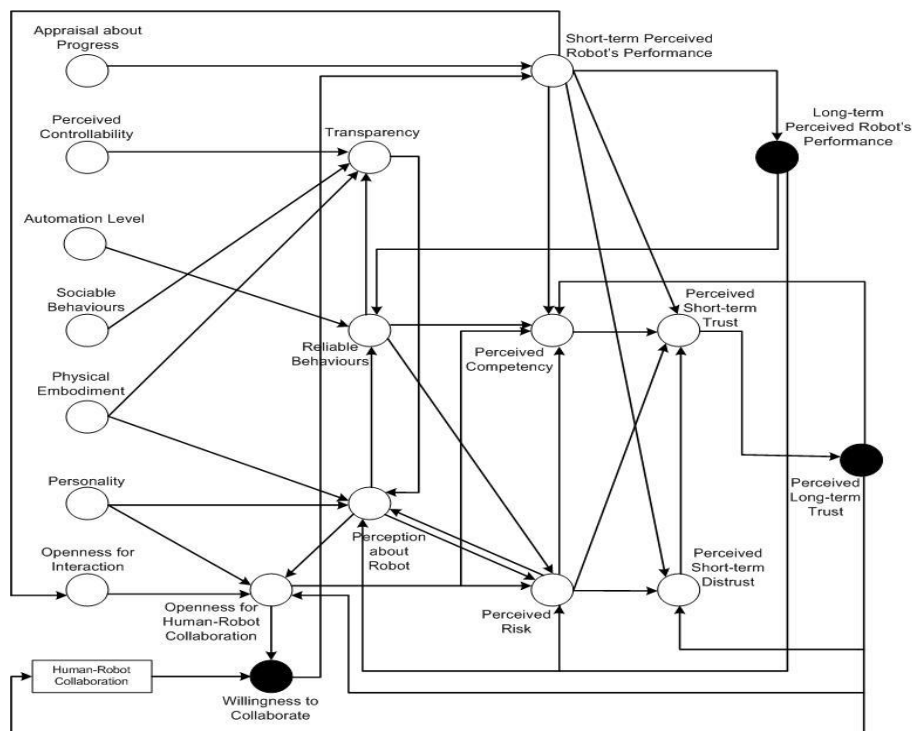 Appraisal about
Progress
Short-term Perceived
Robot's Performance
Perceived
Controllability
Transparency
Long-term
Perceived Robot's
Performance
Automation Level
Sociable
Behaviours
Reliable
Behaviours
Perceived
Competency
Perceived
Short-term
Trust
Physical
Embodiment
Personality
Perception
about
Robot
Perceived
Long-term
Trust
Openness for
Interaction
Openness for
Human-Robot
Collaboration
Perceived
Risk
Perceived
Short-term
Distrust
Human-Robot
Collaboration
Willingness to
Collaborate